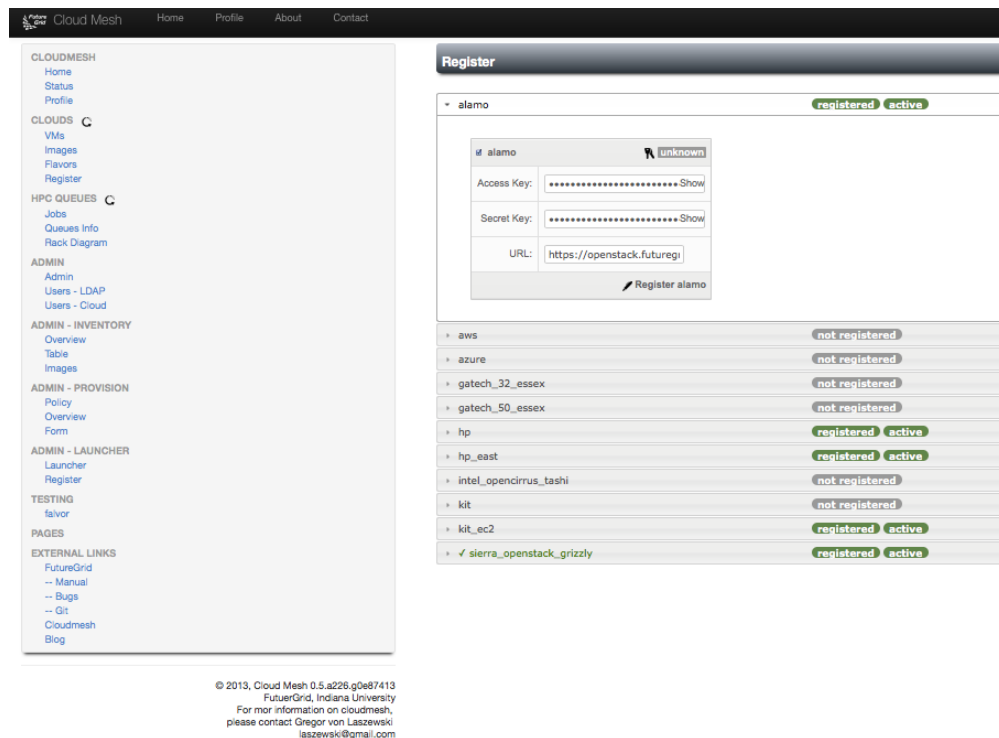 Future Grid Cloud Mesh Home Profile About Contact
CLOUDMESH
Home
Status
Profile
CLOUDS
VMs
Images
Flavors
Register
HPC QUEUES
Jobs
Queues Info
Rack Diagram
ADMIN
Admin
Users - LDAP
Users - Cloud
ADMIN - INVENTORY
Overview
Table
Images
ADMIN - PROVISION
Policy
Overview
Form
ADMIN - LAUNCHER
Launcher
Register
TESTING
falvor
PAGES
EXTERNAL LINKS
FutureGrid
-- Manual
-- Bugs
-- Git
Cloudmesh
Blog
© 2013, Cloud Mesh 0.5.a226.g0e87413
FutuerGrid, Indiana University
For mor information on cloudmesh,
please contact Gregor von Laszewski
laszewski@gmail.com
Register
alamo registered active
alamo unknown
Access Key: ••••••••••••••••••••••••Show
Secret Key: ••••••••••••••••••••••••Show
URL: https://openstack.futuregr
Register alamo
aws not registered
azure not registered
gatech_32_essex not registered
gatech_50_essex not registered
hp registered active
hp_east registered active
intel_opencirrus_tashi not registered
kit not registered
kit_ec2 registered active
✓ sierra_openstack_grizzly registered active